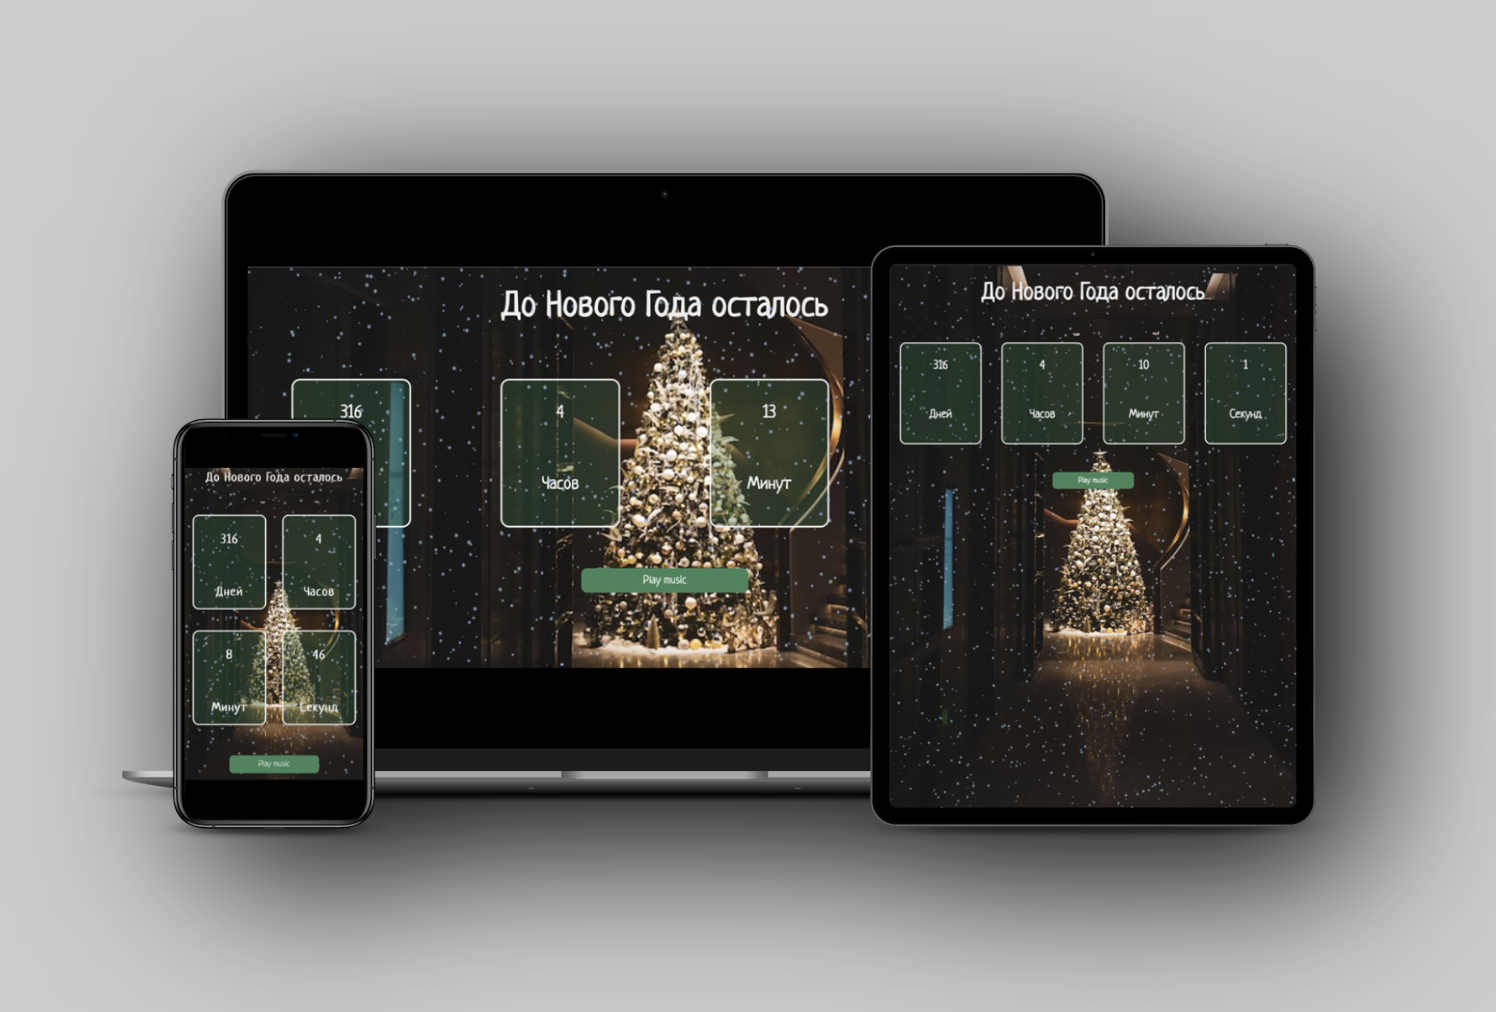 До Нового Года осталось
316
4
13
Часов
Минут
Play music
До Нового Года осталось
316
4
10
1
Дней
Часов
Минут
Секунд
Play music
До Нового Года осталось
316
4
Дней
Часов
8
46
Минут
Секунд
Play music